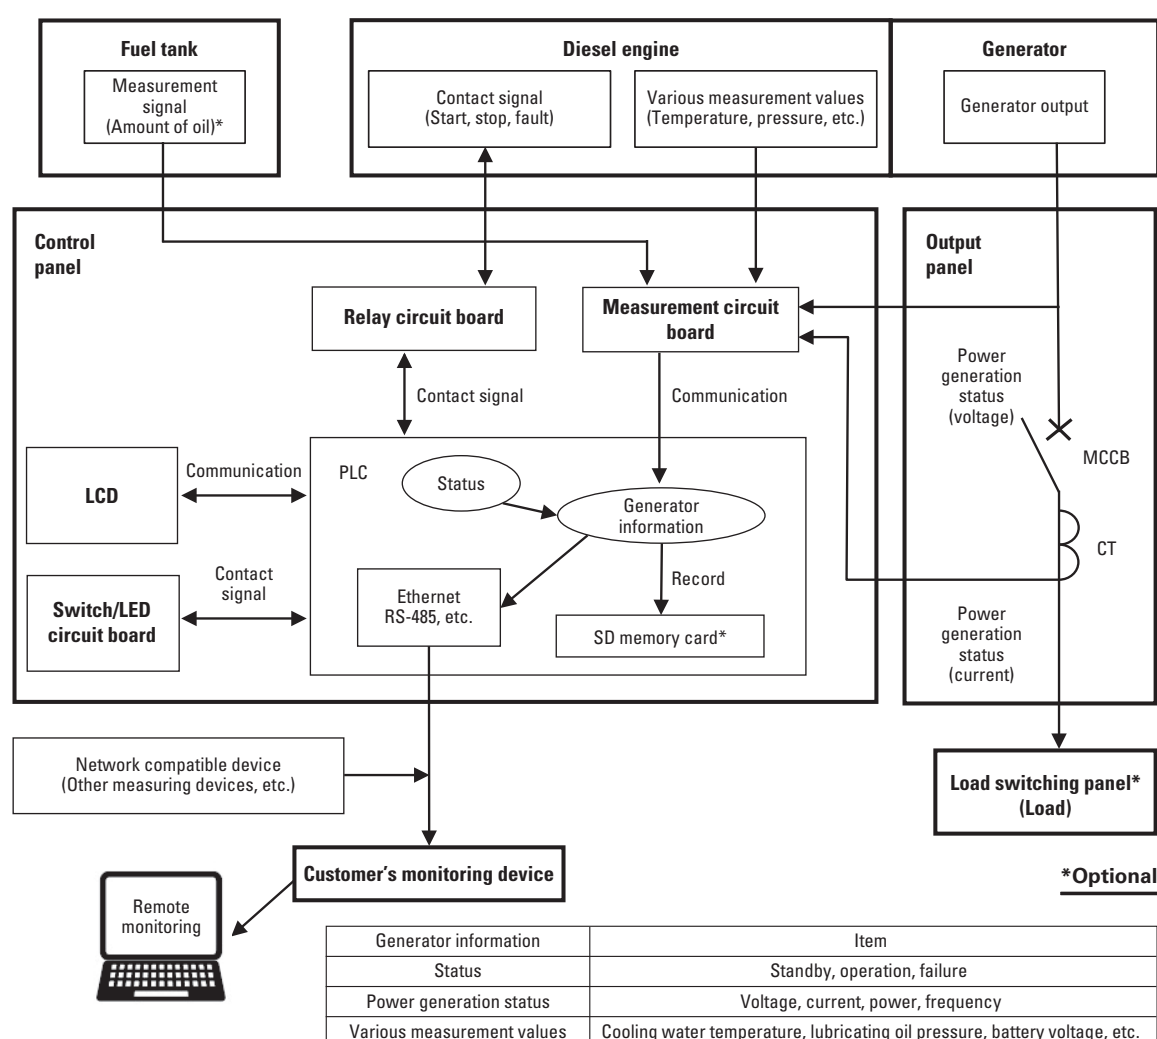 Fuel tank
Measurement
signal
(Amount of oil)*
Diesel engine
Contact signal
(Start, stop, fault)
Various measurement values
(Temperature, pressure, etc.)
Generator
Generator output
Control
panel
Relay circuit board
Measurement circuit
board
Contact signal
Communication
LCD
Communication
PLC
Status
Generator
information
Switch/LED
circuit board
Contact
signal
Ethernet
RS-485, etc.
Record
SD memory card*
Output
panel
Power
generation
status
(voltage)
MCCB
CT
Power
generation
status
(current)
Network compatible device
(Other measuring devices, etc.)
Load switching panel*
(Load)
Customer's monitoring device
*Optional
Remote
monitoring
Generator information Item
Status Standby, operation, failure
Power generation status Voltage, current, power, frequency
Various measurement values Cooling water temperature, lubricating oil pressure, battery voltage, etc.